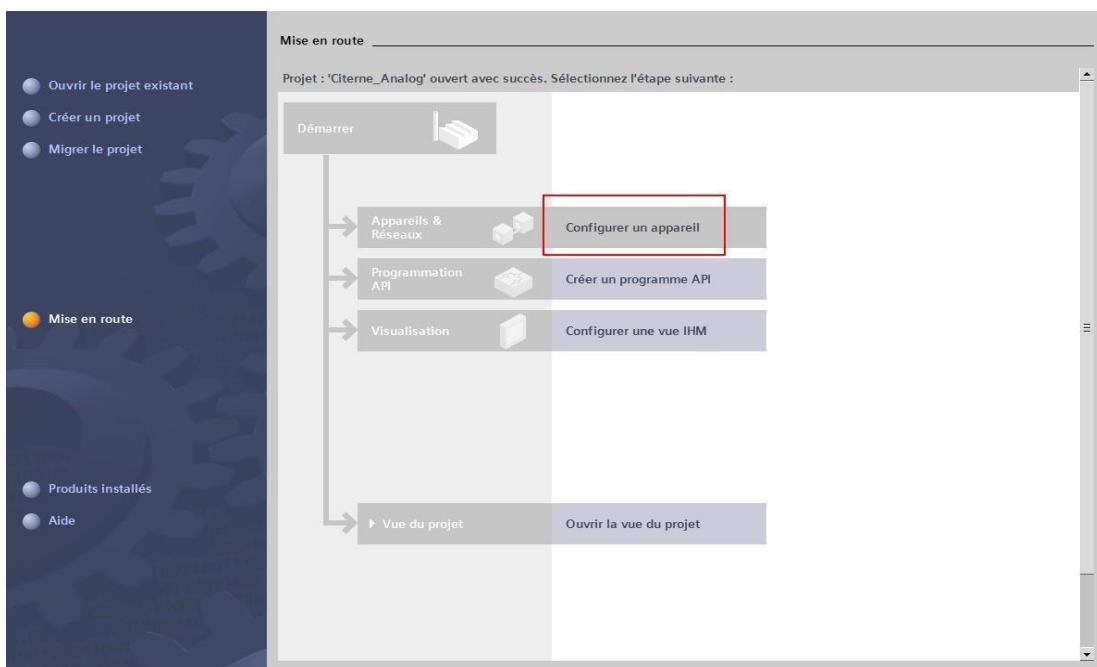 Ouvrir le projet existant
Créer un projet
Migrer le projet
Mise en route
Produits installés
Aide
Mise en route
Projet : 'Citerne_Analog' ouvert avec succès. Sélectionnez l'étape suivante :
Démarrer
Appareils &
Réseaux
Configurer un appareil
Programmation
API
Créer un programme API
Visualisation
Configurer une vue IHM
Vue du projet
Ouvrir la vue du projet